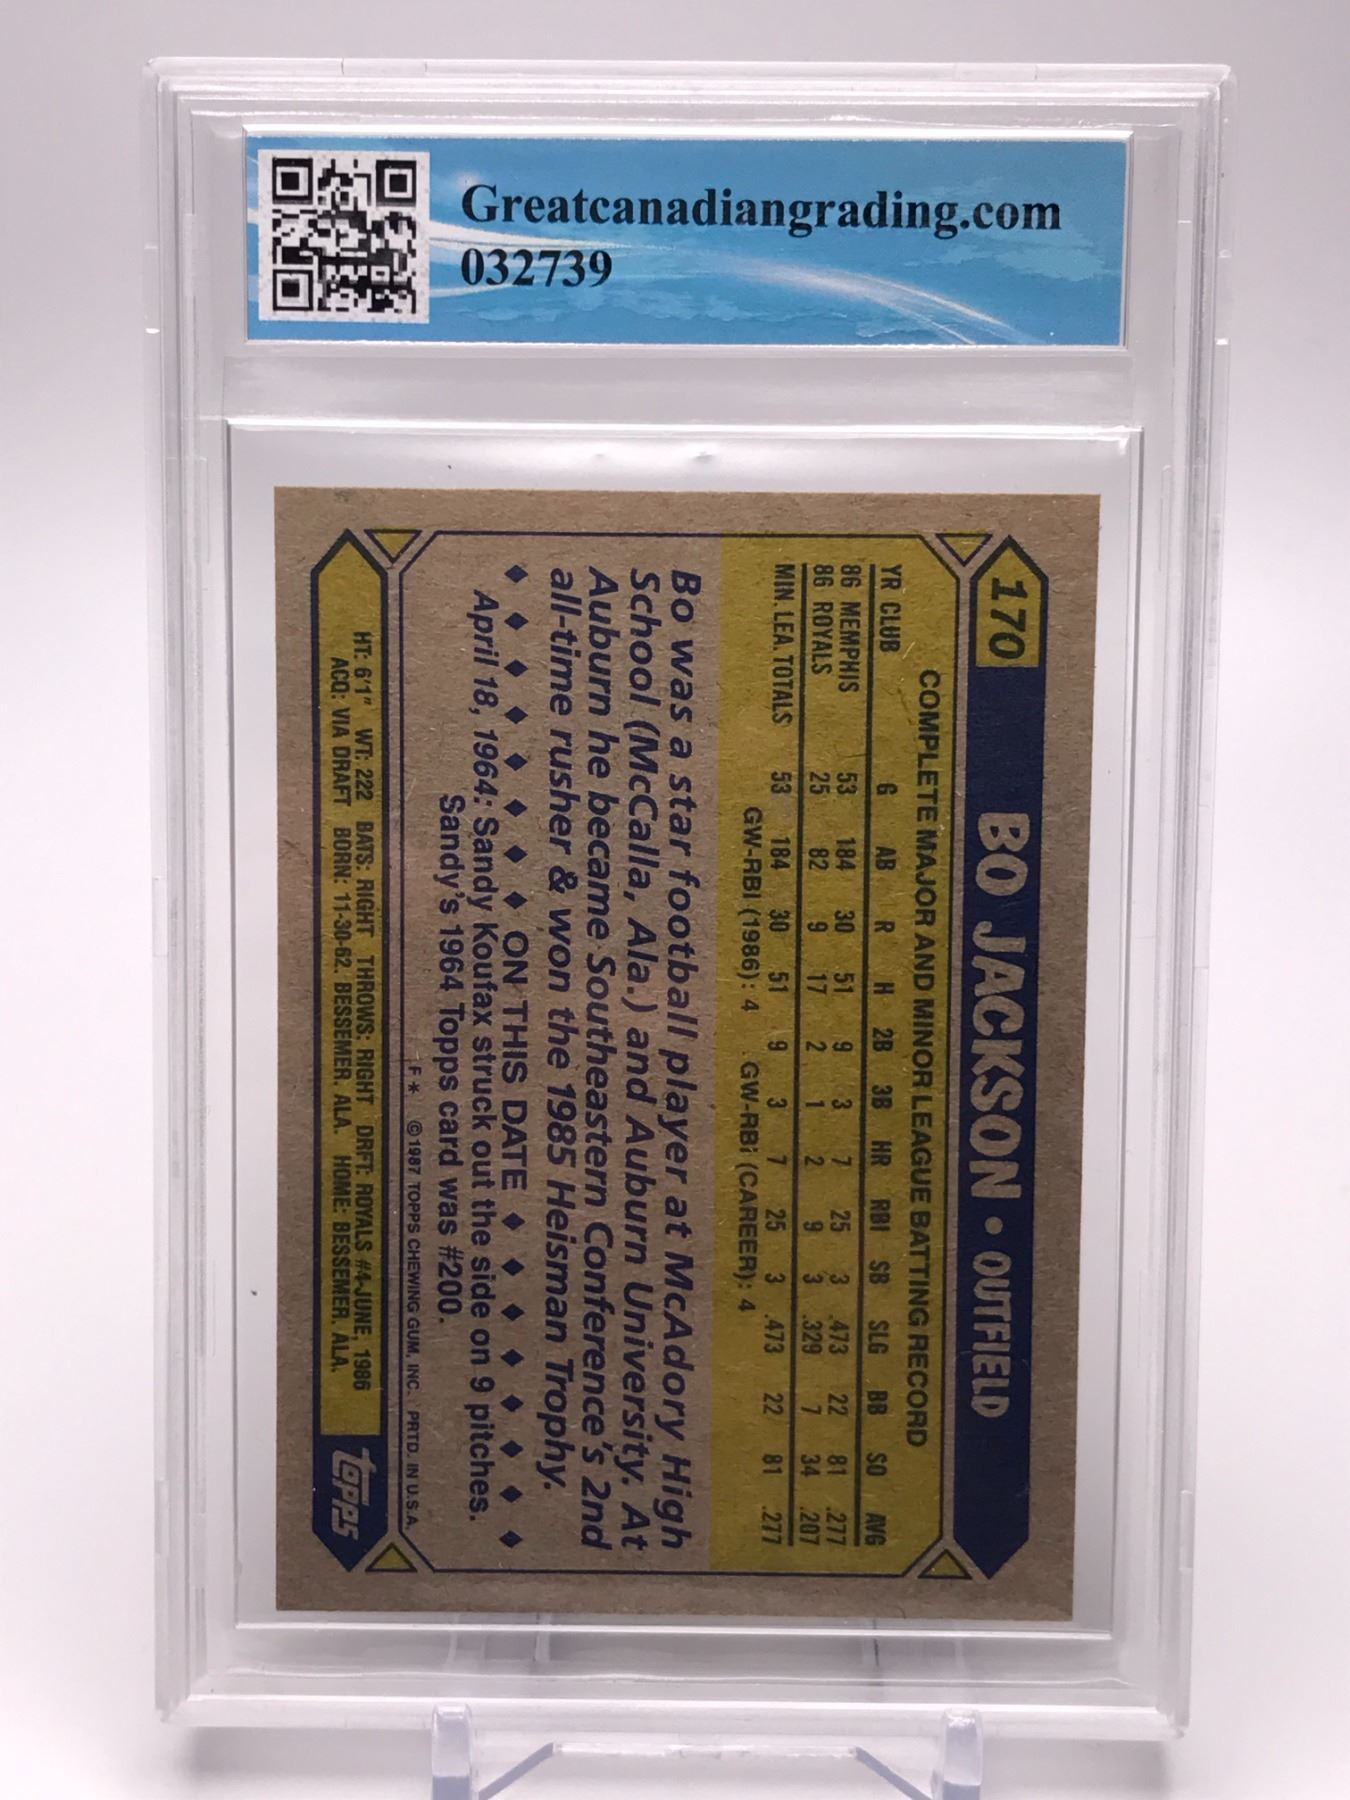 Greatcanadiangrading.com
032739
170 BO JACKSON • OUTFIELD
COMPLETE MAJOR AND MINOR LEAGUE BATTING RECORD
YR CLUB G AB R H 2B 3B HR RBI SB SLG BB SO AVG
86 MEMPHIS 53 184 30 51 9 3 7 25 3 .473 22 81 .277
86 ROYALS 25 82 9 17 2 1 2 9 3 .329 7 34 .207
MIN. LEA. TOTALS 53 184 30 51 9 3 7 25 3 .473 22 81 .277
GW-RBI (1986): 4 GW-RBI (CAREER): 4
Bo was a star football player at McAdory High
School (McCalla, Ala.) and Auburn University. At
Auburn he became Southeastern Conference's 2nd
all-time rusher & won the 1985 Heisman Trophy.
♦ ♦ ♦ ♦ ♦ ♦ ♦ ♦ ON THIS DATE ♦ ♦ ♦ ♦ ♦ ♦ ♦ ♦
April 18, 1964: Sandy Koufax struck out the side on 9 pitches.
Sandy's 1964 Topps card was #200.
F* © 1987 TOPPS CHEWING GUM, INC. PRTD. IN U.S.A.
HT: 6'1" WT: 222 BATS: RIGHT THROWS: RIGHT DRFT: ROYALS #4-JUNE, 1986
ACQ: VIA DRAFT BORN: 11-30-62, BESSEMER, ALA. HOME: BESSEMER, ALA.
topps